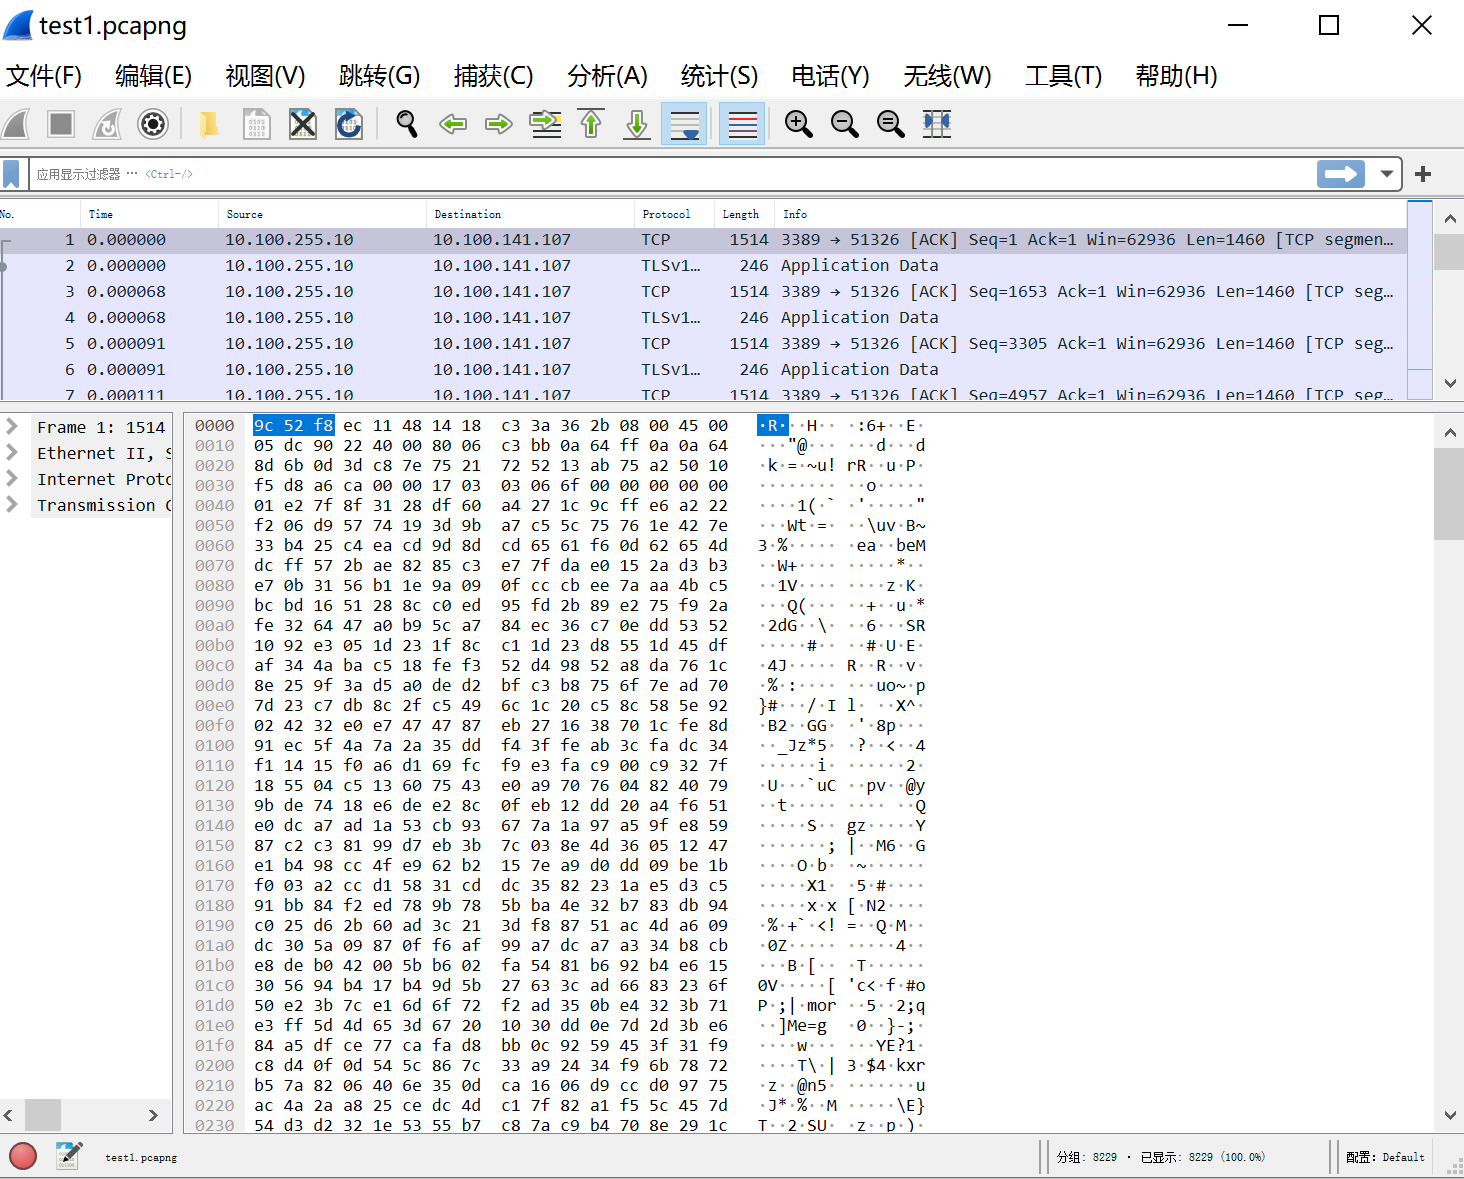 test1.pcapng
文件(F) 编辑(E) 视图(V) 跳转(G) 捕获(C) 分析(A) 统计(S) 电话(Y) 无线(W) 工具(T) 帮助(H)
应用显示过滤器 … <Ctrl-/>
No. Time Source Destination Protocol Length Info
1 0.000000 10.100.255.10 10.100.141.107 TCP 1514 3389 → 51326 [ACK] Seq=1 Ack=1 Win=62936 Len=1460 [TCP segmen…
2 0.000000 10.100.255.10 10.100.141.107 TLSv1… 246 Application Data
3 0.000068 10.100.255.10 10.100.141.107 TCP 1514 3389 → 51326 [ACK] Seq=1653 Ack=1 Win=62936 Len=1460 [TCP seg…
4 0.000068 10.100.255.10 10.100.141.107 TLSv1… 246 Application Data
5 0.000091 10.100.255.10 10.100.141.107 TCP 1514 3389 → 51326 [ACK] Seq=3305 Ack=1 Win=62936 Len=1460 [TCP seg…
6 0.000091 10.100.255.10 10.100.141.107 TLSv1… 246 Application Data
7 0.000111 10.100.255.10 10.100.141.107 TCP 1514 3389 → 51326 [ACK] Seq=4957 Ack=1 Win=62936 Len=1460 [TCP seg…
Frame 1: 1514
Ethernet II, S
Internet Proto
Transmission C
0000 9c 52 f8 ec 11 48 14 18 c3 3a 36 2b 08 00 45 00 ·R···H·· ·:6+··E·
0010 05 dc 90 22 40 00 80 06 c3 bb 0a 64 ff 0a 0a 64 ···"@··· ···d···d
0020 8d 6b 0d 3d c8 7e 75 21 72 52 13 ab 75 a2 50 10 ·k·=·~u! rR··u·P·
0030 f5 d8 a6 ca 00 00 17 03 03 06 6f 00 00 00 00 00 ········ ··o·····
0040 01 e2 7f 8f 31 28 df 60 a4 27 1c 9c ff e6 a2 22 ····1(·` ·'·····"
0050 f2 06 d9 57 74 19 3d 9b a7 c5 5c 75 76 1e 42 7e ···Wt·=· ··\uv·B~
0060 33 b4 25 c4 ea cd 9d 8d cd 65 61 f6 0d 62 65 4d 3·%····· ·ea··beM
0070 dc ff 57 2b ae 82 85 c3 e7 7f da e0 15 2a d3 b3 ··W+···· ·····*··
0080 e7 0b 31 56 b1 1e 9a 09 0f cc cb ee 7a aa 4b c5 ··1V···· ····z·K·
0090 bc bd 16 51 28 8c c0 ed 95 fd 2b 89 e2 75 f9 2a ···Q(··· ··+··u·*
00a0 fe 32 64 47 a0 b9 5c a7 84 ec 36 c7 0e dd 53 52 ·2dG··\· ··6···SR
00b0 10 92 e3 05 1d 23 1f 8c c1 1d 23 d8 55 1d 45 df ·····#·· ··#·U·E·
00c0 af 34 4a ba c5 18 fe f3 52 d4 98 52 a8 da 76 1c ·4J····· R··R··v·
00d0 8e 25 9f 3a d5 a0 de d2 bf c3 b8 75 6f 7e ad 70 ·%·:···· ···uo~·p
00e0 7d 23 c7 db 8c 2f c5 49 6c 1c 20 c5 8c 58 5e 92 }#···/·I l· ··X^·
00f0 02 42 32 e0 e7 47 47 87 eb 27 16 38 70 1c fe 8d ·B2··GG· ·'·8p···
0100 91 ec 5f 4a 7a 2a 35 dd f4 3f fe ab 3c fa dc 34 ··_Jz*5· ·?··<··4
0110 f1 14 15 f0 a6 d1 69 fc f9 e3 fa c9 00 c9 32 7f ······i· ······2·
0120 18 55 04 c5 13 60 75 43 e0 a9 70 76 04 82 40 79 ·U···`uC ··pv··@y
0130 9b de 74 18 e6 de e2 8c 0f eb 12 dd 20 a4 f6 51 ··t····· ···· ··Q
0140 e0 dc a7 ad 1a 53 cb 93 67 7a 1a 97 a5 9f e8 59 ·····S·· gz·····Y
0150 87 c2 c3 81 99 d7 eb 3b 7c 03 8e 4d 36 05 12 47 ·······; |··M6··G
0160 e1 b4 98 cc 4f e9 62 b2 15 7e a9 d0 dd 09 be 1b ····O·b· ·~······
0170 f0 03 a2 cc d1 58 31 cd dc 35 82 23 1a e5 d3 c5 ·····X1· ·5·#····
0180 91 bb 84 f2 ed 78 9b 78 5b ba 4e 32 b7 83 db 94 ·····x·x [·N2····
0190 c0 25 d6 2b 60 ad 3c 21 3d f8 87 51 ac 4d a6 09 ·%·+`·<! =··Q·M··
01a0 dc 30 5a 09 87 0f f6 af 99 a7 dc a7 a3 34 b8 cb ·0Z····· ·····4··
01b0 e8 de b0 42 00 5b b6 02 fa 54 81 b6 92 b4 e6 15 ···B·[·· ·T······
01c0 30 56 94 b4 17 b4 9d 5b 27 63 3c ad 66 83 23 6f 0V·····[ 'c<·f·#o
01d0 50 e2 3b 7c e1 6d 6f 72 f2 ad 35 0b e4 32 3b 71 P·;|·mor ··5··2;q
01e0 e3 ff 5d 4d 65 3d 67 20 10 30 dd 0e 7d 2d 3b e6 ··]Me=g  ·0··}-;·
01f0 84 a5 df ce 77 ca fa d8 bb 0c 92 59 45 3f 31 f9 ····w··· ···YE?1·
0200 c8 d4 0f 0d 54 5c 86 7c 33 a9 24 34 f9 6b 78 72 ····T\·| 3·$4·kxr
0210 b5 7a 82 06 40 6e 35 0d ca 16 06 d9 cc d0 97 75 ·z··@n5· ·······u
0220 ac 4a 2a a8 25 ce dc 4d c1 7f 82 a1 f5 5c 45 7d ·J*·%··M ·····\E}
0230 54 d3 d2 32 1e 53 55 b7 c8 7a c9 b4 70 8e 29 1c T··2·SU· ·z··p·)·
test1.pcapng 分组: 8229 · 已显示: 8229 (100.0%) 配置: Default